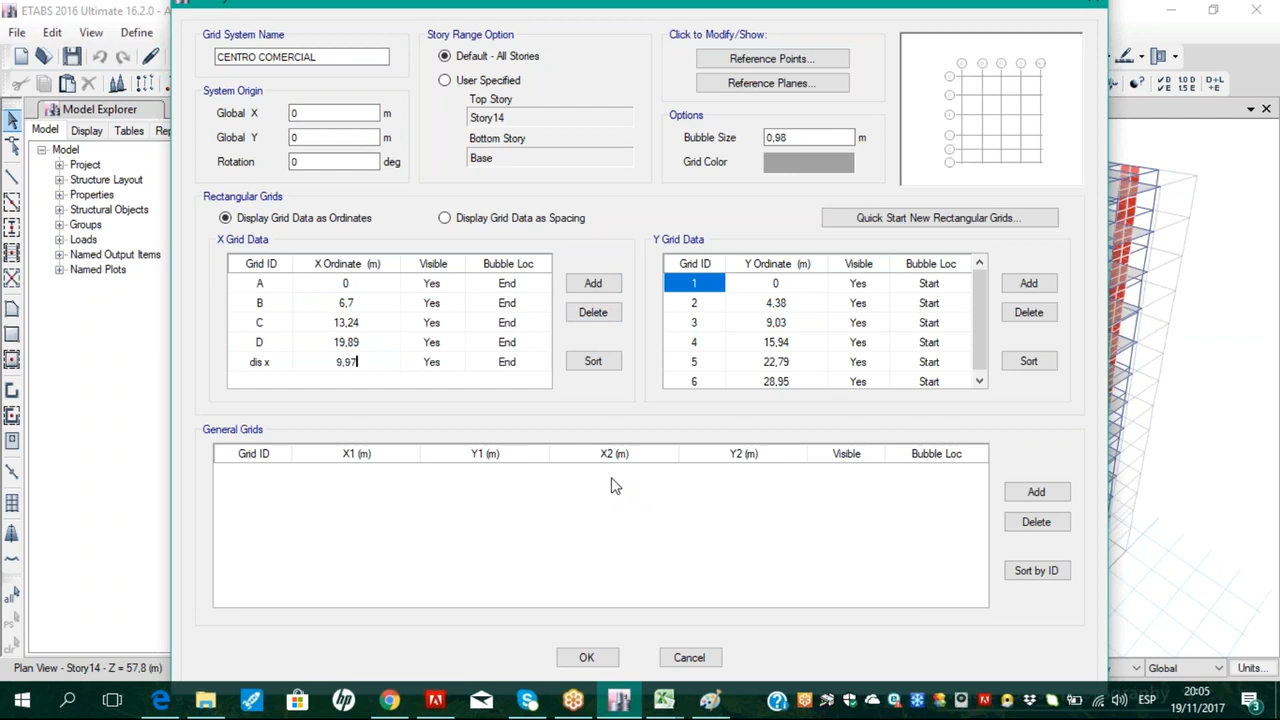 ETABS 2016 Ultimate 16.2.0 - A
File Edit View Define
Grid System Name
CENTRO COMERCIAL
System Origin
Global X 0 m
Global Y 0 m
Rotation 0 deg
Story Range Option
Default - All Stories
User Specified
Top Story
Story14
Bottom Story
Base
Click to Modify/Show:
Reference Points...
Reference Planes...
Options
Bubble Size 0,98 m
Grid Color
Model Explorer
Model Display Tables Rep
Model
Project
Structure Layout
Properties
Structural Objects
Groups
Loads
Named Output Items
Named Plots
Rectangular Grids
Display Grid Data as Ordinates Display Grid Data as Spacing Quick Start New Rectangular Grids...
X Grid Data
Grid ID X Ordinate (m) Visible Bubble Loc
A 0 Yes End
B 6,7 Yes End
C 13,24 Yes End
D 19,89 Yes End
dis x 9,97 Yes End
Add
Delete
Sort
Y Grid Data
Grid ID Y Ordinate (m) Visible Bubble Loc
1 0 Yes Start
2 4,38 Yes Start
3 9,03 Yes Start
4 15,94 Yes Start
5 22,79 Yes Start
6 28,95 Yes Start
Add
Delete
Sort
General Grids
Grid ID X1 (m) Y1 (m) X2 (m) Y2 (m) Visible Bubble Loc
Add
Delete
Sort by ID
OK Cancel
Plan View - Story14 - Z = 57,8 (m)
Global Units...
ESP
20:05
19/11/2017
3